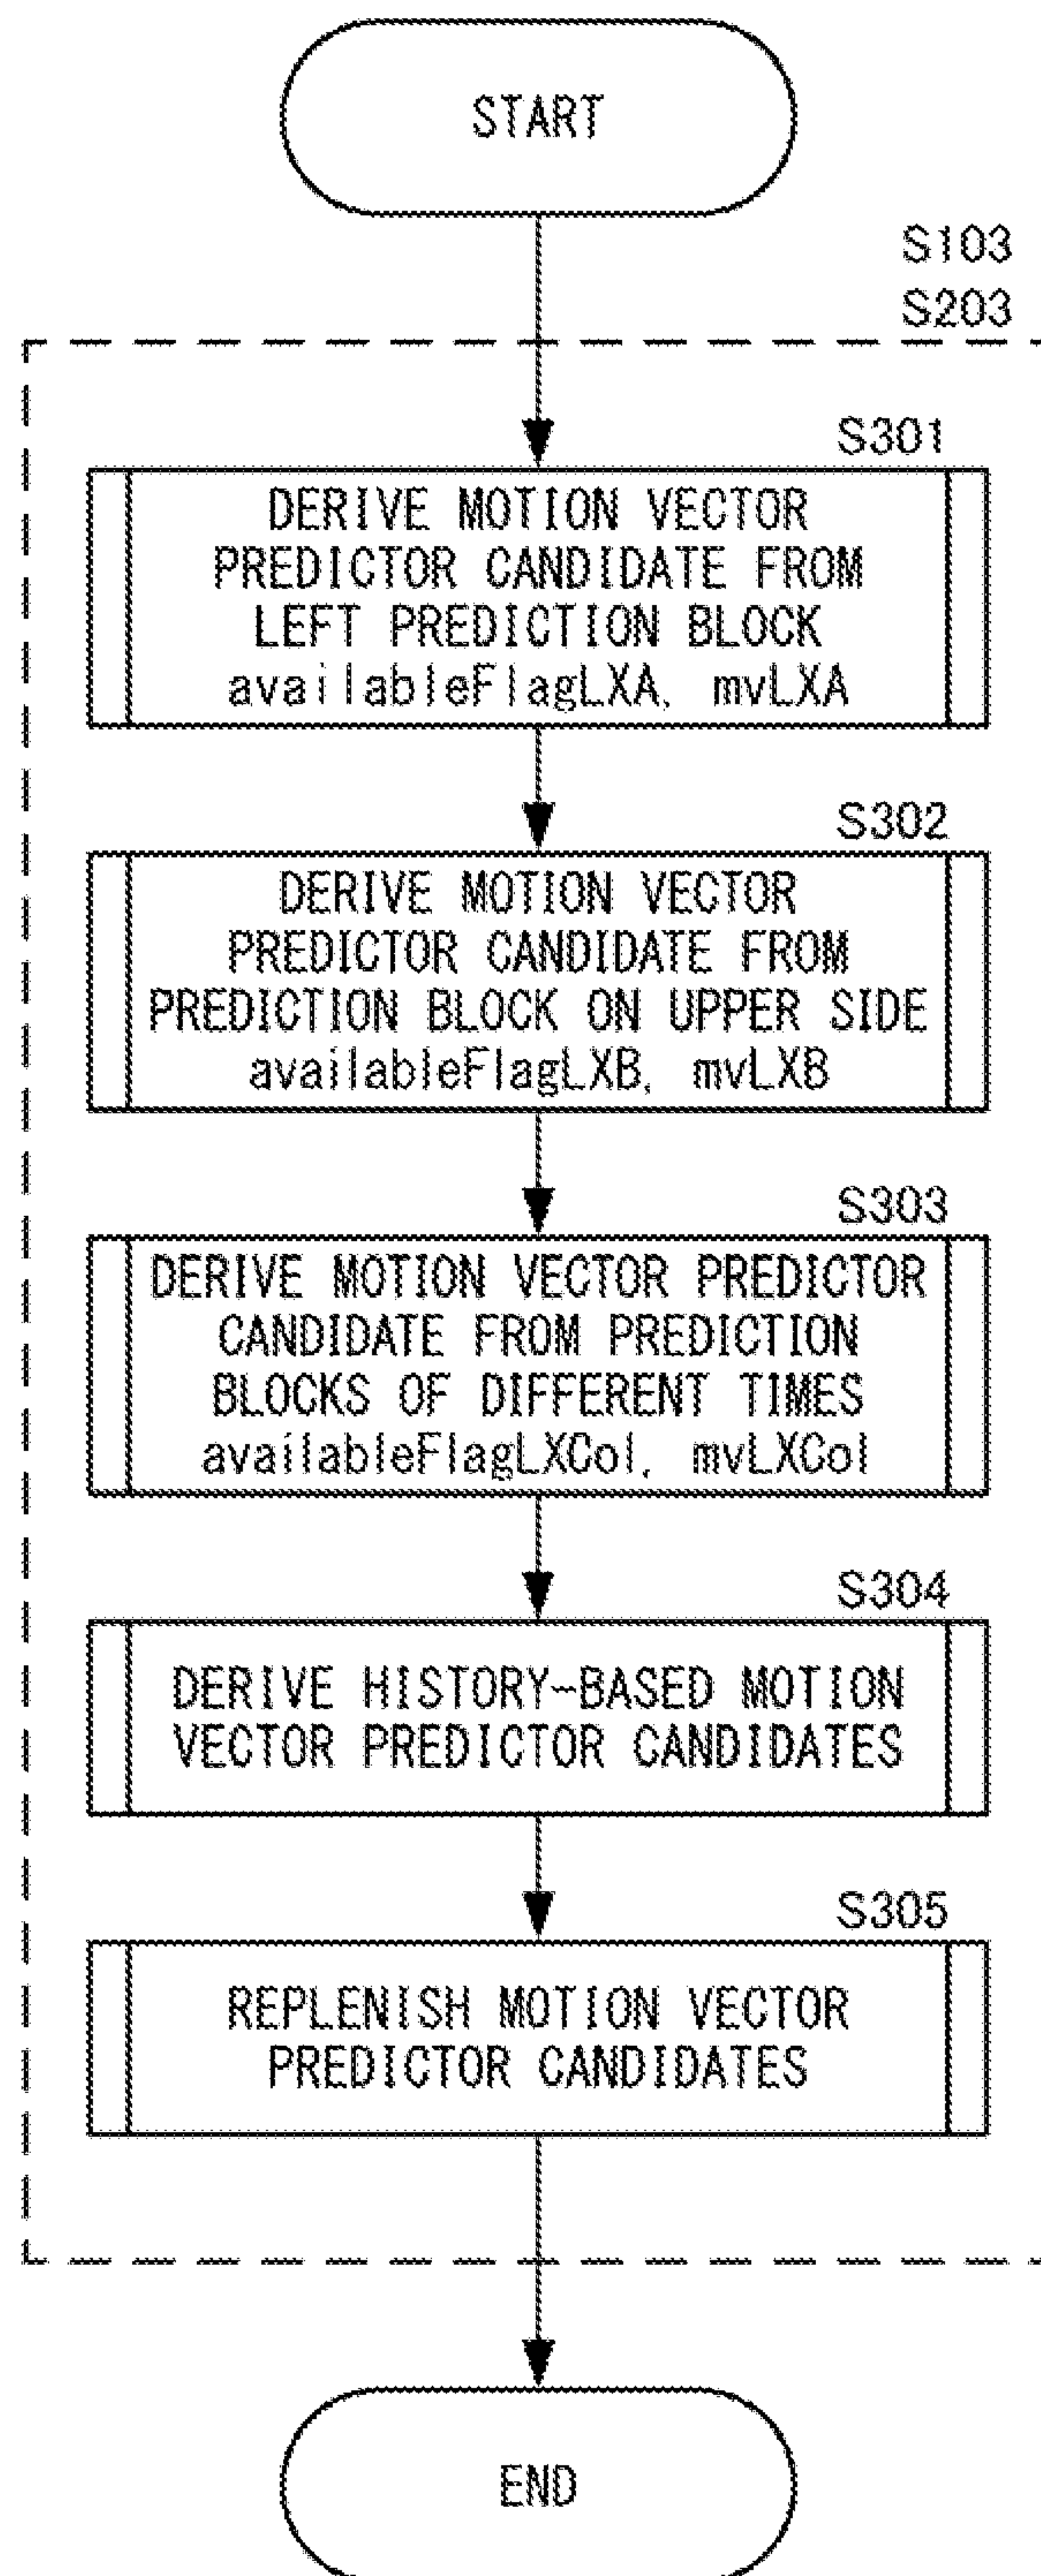 START
S103
S203
S301
DERIVE MOTION VECTOR
PREDICTOR CANDIDATE FROM
LEFT PREDICTION BLOCK
availableFlagLXA, mvLXA
S302
DERIVE MOTION VECTOR
PREDICTOR CANDIDATE FROM
PREDICTION BLOCK ON UPPER SIDE
availableFlagLXB, mvLXB
S303
DERIVE MOTION VECTOR PREDICTOR
CANDIDATE FROM PREDICTION
BLOCKS OF DIFFERENT TIMES
availableFlagLXCol, mvLXCol
S304
DERIVE HISTORY-BASED MOTION
VECTOR PREDICTOR CANDIDATES
S305
REPLENISH MOTION VECTOR
PREDICTOR CANDIDATES
END